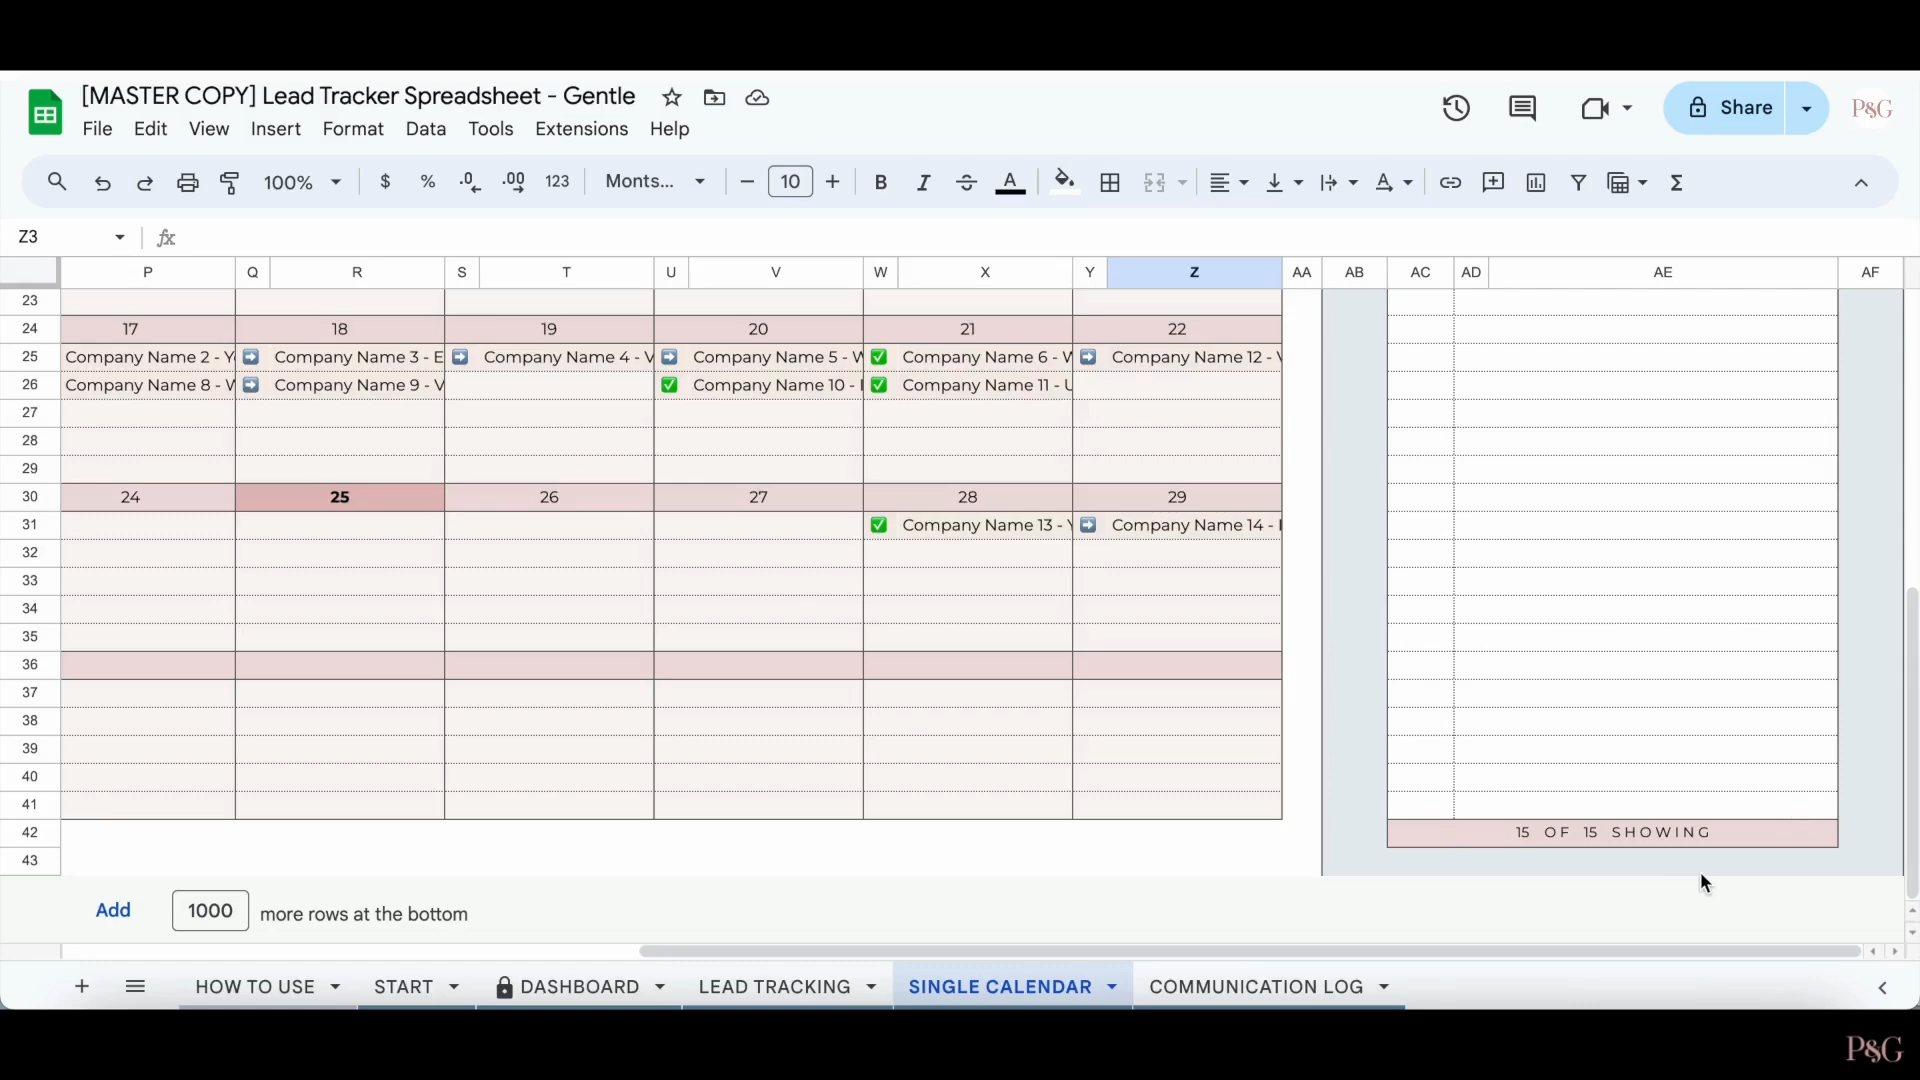 [MASTER COPY] Lead Tracker Spreadsheet - Gentle
File Edit View Insert Format Data Tools Extensions Help
Share
P&G
100% $ % .0 .00 123 Monts... 10 B I A
Z3 fx
P Q R S T U V W X Y Z AA AB AC AD AE AF
23
24 17 18 19 20 21 22
25 Company Name 2 - Y Company Name 3 - E Company Name 4 - V Company Name 5 - W Company Name 6 - W Company Name 12 - V
26 Company Name 8 - W Company Name 9 - V Company Name 10 - I Company Name 11 - U
27
28
29
30 24 25 26 27 28 29
31 Company Name 13 - Y Company Name 14 - I
32
33
34
35
36
37
38
39
40
41
42 15 OF 15 SHOWING
43
Add 1000 more rows at the bottom
HOW TO USE START DASHBOARD LEAD TRACKING SINGLE CALENDAR COMMUNICATION LOG
P&G